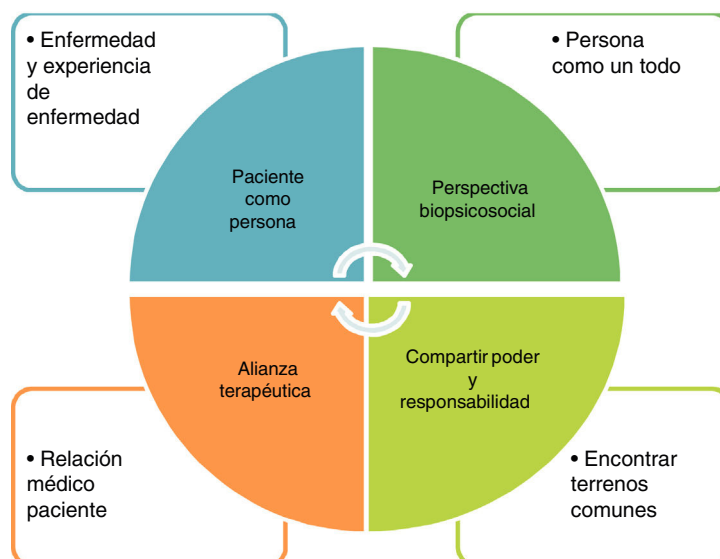 • Enfermedad
y experiencia
de
enfermedad
• Persona
como un todo
Paciente
como
persona
Perspectiva
biopsicosocial
Alianza
terapéutica
Compartir poder
y
responsabilidad
• Relación
médico
paciente
• Encontrar
terrenos
comunes